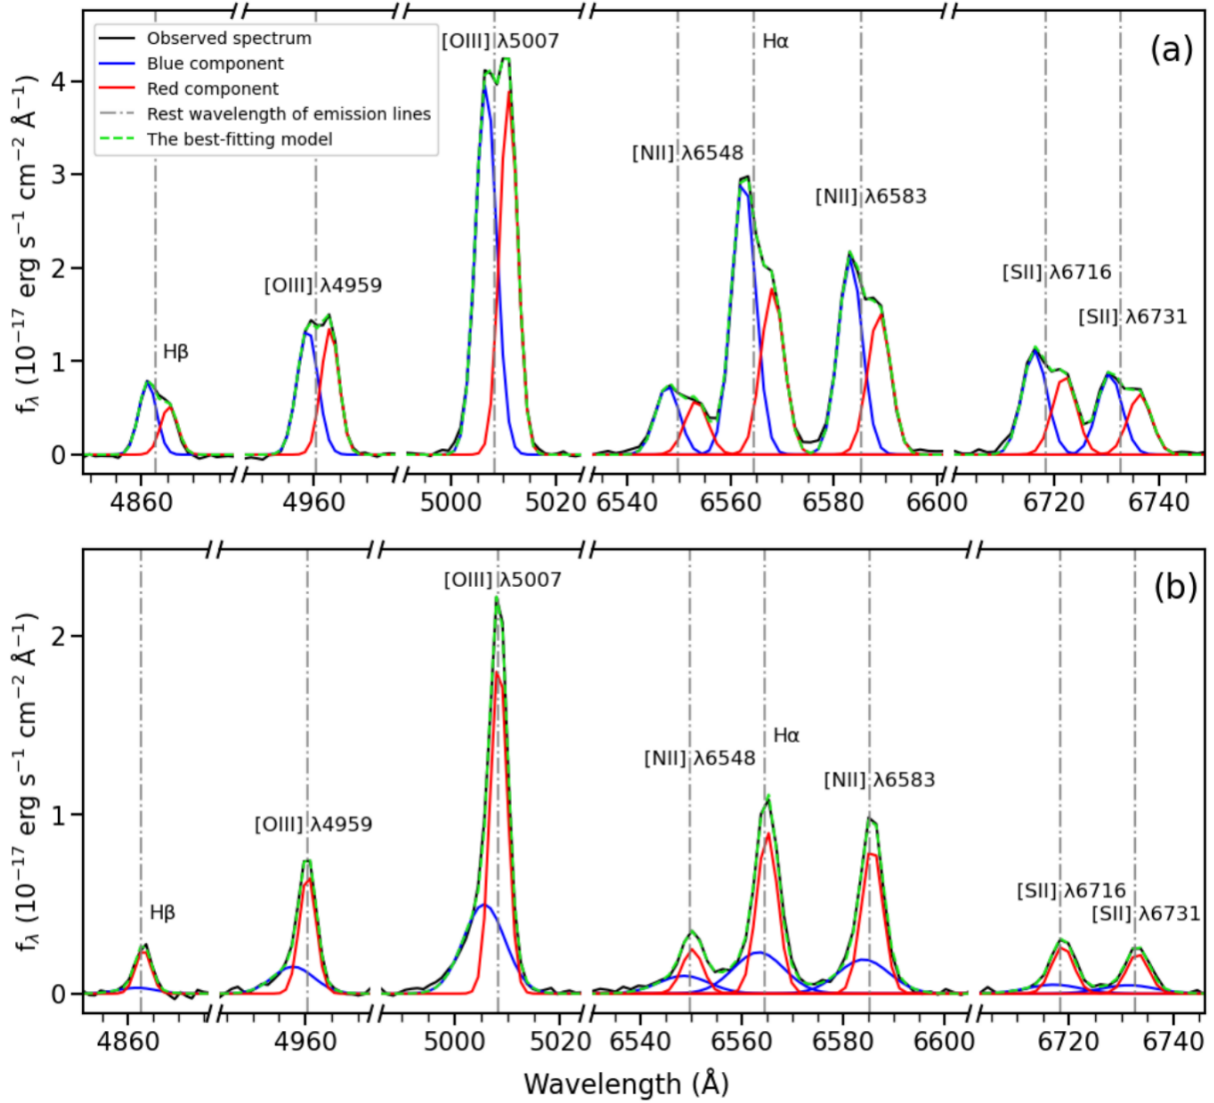 (a)
Observed spectrum
Blue component
Red component
Rest wavelength of emission lines
The best-fitting model
[OIII] λ5007
Hα
[NII] λ6548
[NII] λ6583
[SII] λ6716
[OIII] λ4959
[SII] λ6731
Hβ
f_λ (10⁻¹⁷ erg s⁻¹ cm⁻² Å⁻¹)
4
3
2
1
0
4860 4960 5000 5020 6540 6560 6580 6600 6720 6740
(b)
[OIII] λ5007
Hα
[NII] λ6548
[NII] λ6583
[OIII] λ4959
[SII] λ6716
[SII] λ6731
Hβ
f_λ (10⁻¹⁷ erg s⁻¹ cm⁻² Å⁻¹)
2
1
0
4860 4960 5000 5020 6540 6560 6580 6600 6720 6740
Wavelength (Å)